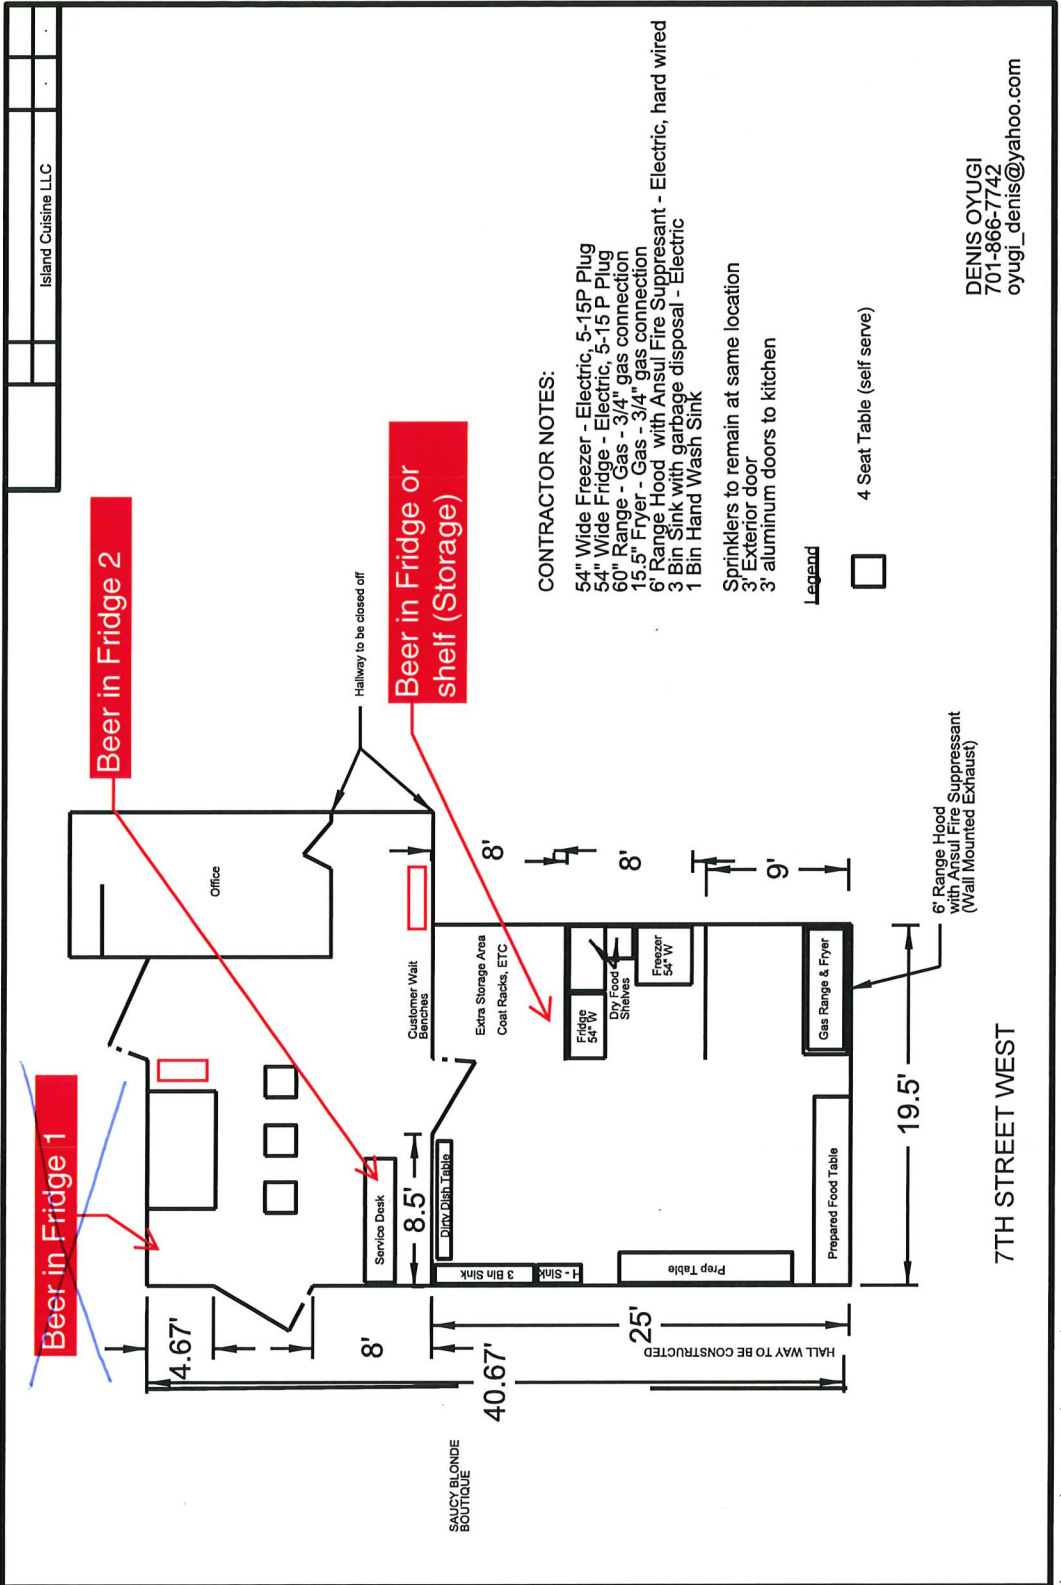 Island Cuisine LLC
Beer in Fridge 1
Beer in Fridge 2
Beer in Fridge or
shelf (Storage)
Hallway to be closed off
Office
Customer Wait
Benches
Extra Storage Area
Coat Racks, ETC
Service Desk
8.5'
Dirty Dish Table
3 Bin Sink
H - Sink
Prep Table
Prepared Food Table
Fridge
54" W
Dry Food
Shelves
Freezer
54" W
Gas Range & Fryer
8'
8'
9'
19.5'
4.67'
8'
25'
40.67'
HALL WAY TO BE CONSTRUCTED
SAUCY BLONDE
BOUTIQUE
6' Range Hood
with Ansul Fire Suppressant
(Wall Mounted Exhaust)
7TH STREET WEST
CONTRACTOR NOTES:
54" Wide Freezer - Electric, 5-15P Plug
54" Wide Fridge - Electric, 5-15 P Plug
60" Range - Gas - 3/4" gas connection
15.5" Fryer - Gas - 3/4" gas connection
6' Range Hood with Ansul Fire Suppresant - Electric, hard wired
3 Bin Sink with garbage disposal - Electric
1 Bin Hand Wash Sink
Sprinklers to remain at same location
3' Exterior door
3' aluminum doors to kitchen
Legend
4 Seat Table (self serve)
DENIS OYUGI
701-866-7742
oyugi_denis@yahoo.com